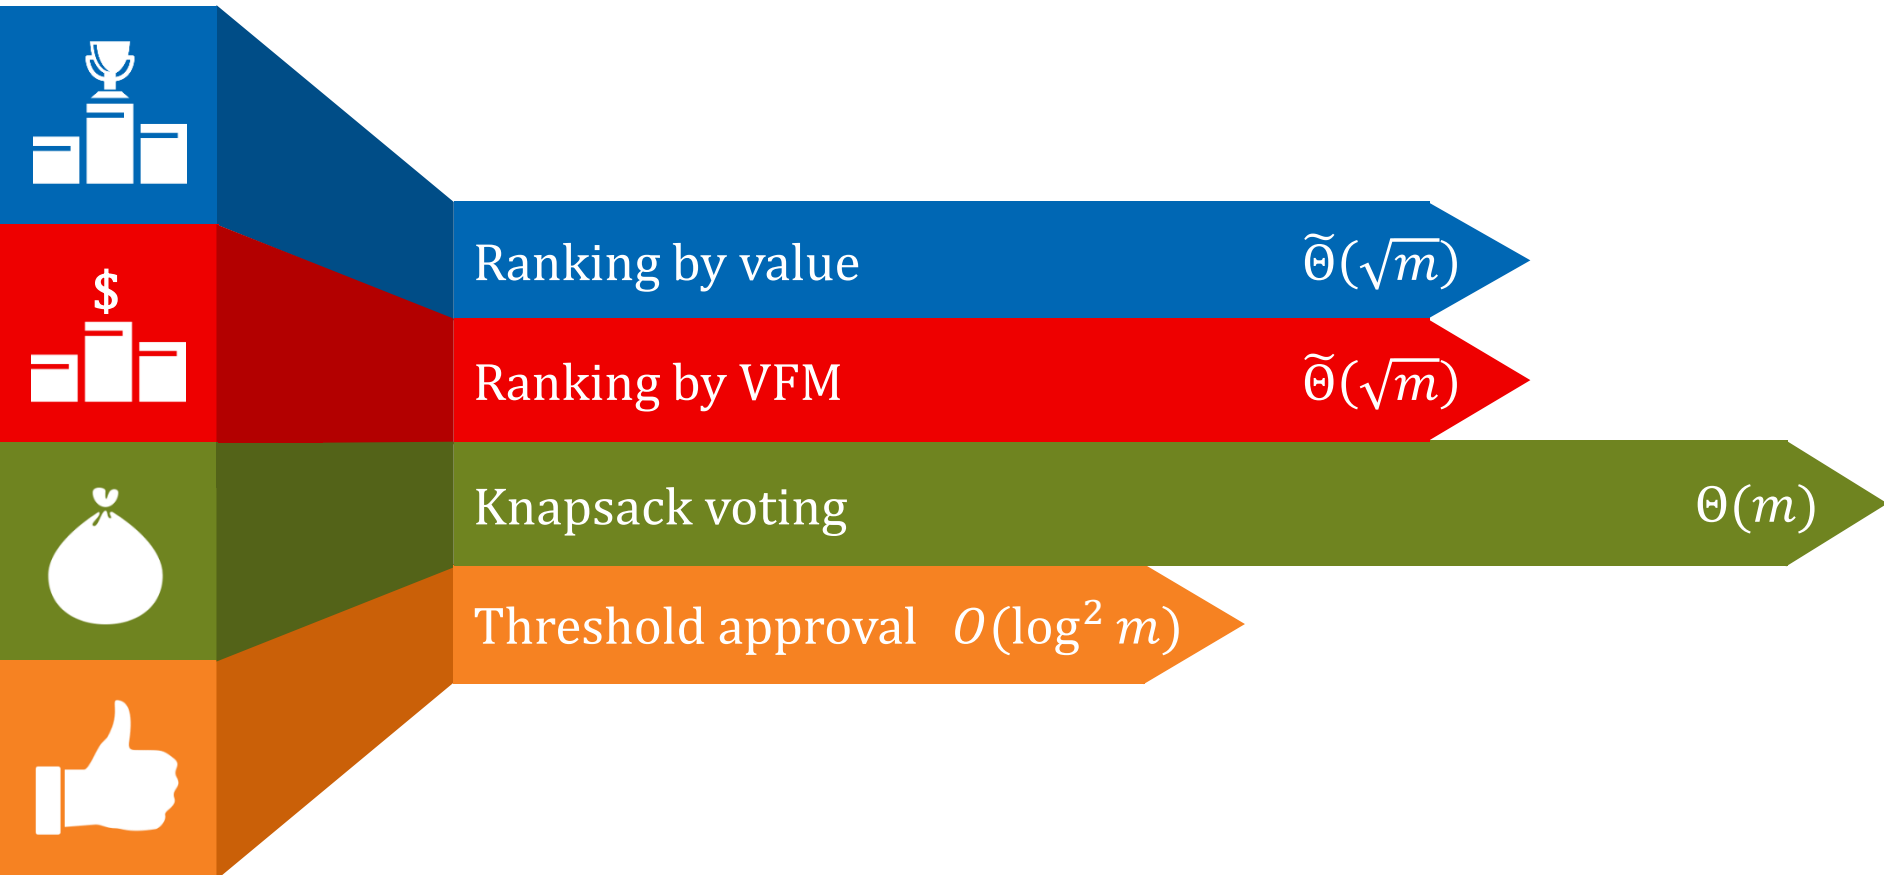 $
Ranking by value Θ̃(√m)
Ranking by VFM Θ̃(√m)
Knapsack voting Θ(m)
Threshold approval O(log² m)